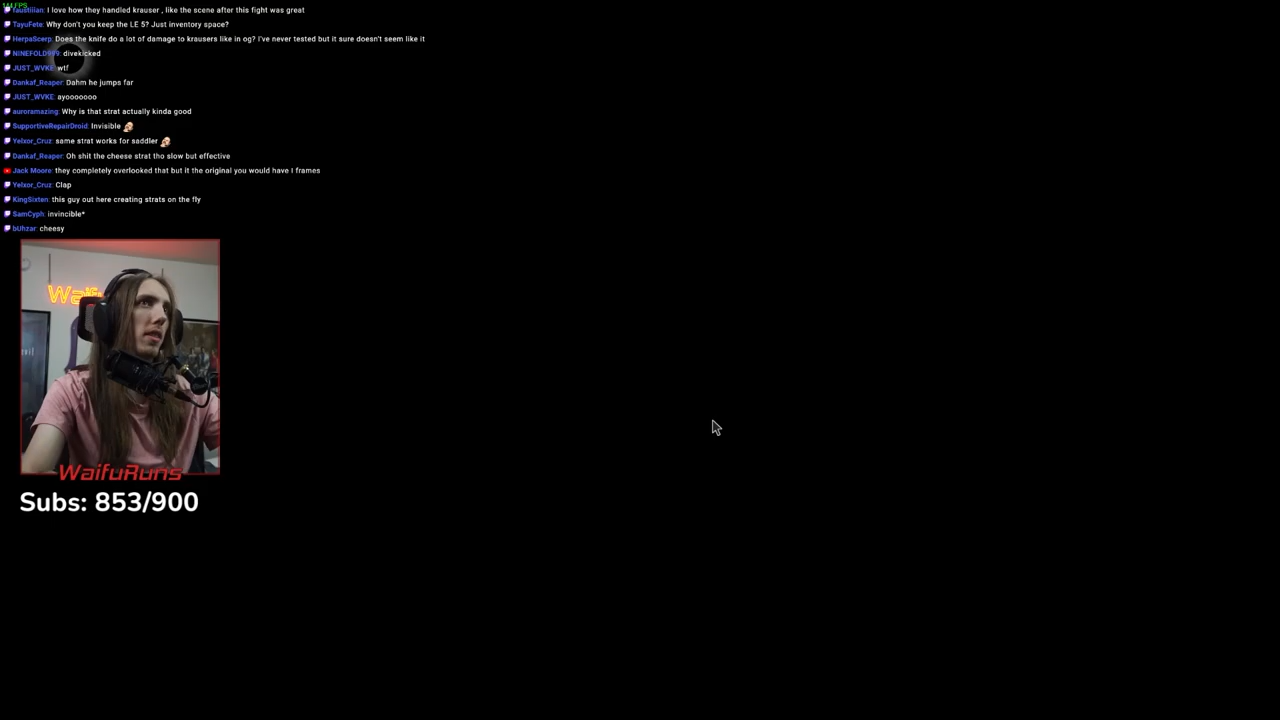 144 FPS
faustiiian: I love how they handled krauser , like the scene after this fight was great
TayuFete: Why don't you keep the LE 5? Just inventory space?
HerpaScerp: Does the knife do a lot of damage to krausers like in og? I've never tested but it sure doesn't seem like it
NINEFOLD999: divekicked
JUST_WVKE: wtf
Dankaf_Reaper: Dahm he jumps far
JUST_WVKE: ayooooooo
auroramazing: Why is that strat actually kinda good
SupportiveRepairDroid: Invisible
Yelxor_Cruz: same strat works for saddler
Dankaf_Reaper: Oh shit the cheese strat tho slow but effective
Jack Moore: they completely overlooked that but it the original you would have I frames
Yelxor_Cruz: Clap
KingSixten: this guy out here creating strats on the fly
SamCyph: invincible*
bUhzar: cheesy
Waifu
WaifuRuns
Subs: 853/900